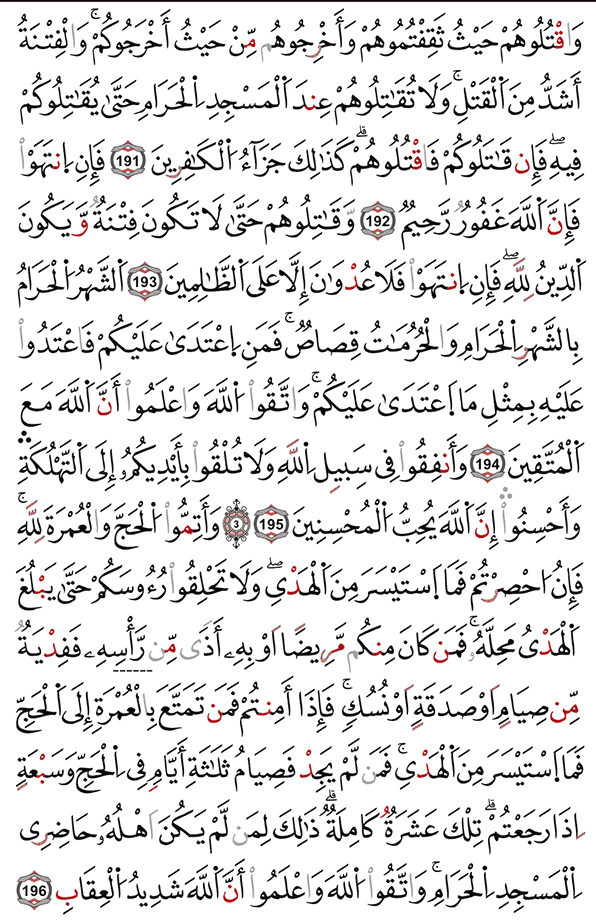 وَاقْتُلُوهُمْ حَيْثُ ثَقِفْتُمُوهُمْ وَأَخْرِجُوهُم مِّنْ حَيْثُ أَخْرَجُوكُمْ ۚ وَالْفِتْنَةُ
أَشَدُّ مِنَ الْقَتْلِ ۚ وَلَا تُقَاتِلُوهُمْ عِندَ الْمَسْجِدِ الْحَرَامِ حَتَّىٰ يُقَاتِلُوكُمْ
فِيهِ ۖ فَإِن قَاتَلُوكُمْ فَاقْتُلُوهُمْ ۗ كَذَٰلِكَ جَزَآءُ الْكَافِرِينَ 191 فَإِنِ انتَهَوْا
فَإِنَّ اللَّهَ غَفُورٌ رَّحِيمٌ 192 وَقَاتِلُوهُمْ حَتَّىٰ لَا تَكُونَ فِتْنَةٌ وَّيَكُونَ
الدِّينُ لِلَّهِ ۖ فَإِنِ انتَهَوْا فَلَا عُدْوَانَ إِلَّا عَلَى الظَّالِمِينَ 193 الشَّهْرُ الْحَرَامُ
بِالشَّهْرِ الْحَرَامِ وَالْحُرُمَاتُ قِصَاصٌ ۚ فَمَنِ اعْتَدَىٰ عَلَيْكُمْ فَاعْتَدُوا
عَلَيْهِ بِمِثْلِ مَا اعْتَدَىٰ عَلَيْكُمْ ۚ وَاتَّقُوا اللَّهَ وَاعْلَمُوا أَنَّ اللَّهَ مَعَ
الْمُتَّقِينَ 194 وَأَنفِقُوا فِي سَبِيلِ اللَّهِ وَلَا تُلْقُوا بِأَيْدِيكُمُ إِلَى التَّهْلُكَةِ ۛ
وَأَحْسِنُوا ۛ إِنَّ اللَّهَ يُحِبُّ الْمُحْسِنِينَ 195 3 وَأَتِمُّوا الْحَجَّ وَالْعُمْرَةَ لِلَّهِ ۚ
فَإِنُ احْصِرْتُمْ فَمَا اسْتَيْسَرَ مِنَ الْهَدْيِ ۖ وَلَا تَحْلِقُوا رُءُوسَكُمْ حَتَّىٰ يَبْلُغَ
الْهَدْيُ مَحِلَّهُ ۚ فَمَن كَانَ مِنكُم مَّرِيضًا اَوْ بِهِ أَذًى مِّن رَّأْسِهِ فَفِدْيَةٌ
مِّن صِيَامٍ اَوْ صَدَقَةٍ اَوْ نُسُكٍ ۚ فَإِذَا أَمِنتُمْ فَمَن تَمَتَّعَ بِالْعُمْرَةِ إِلَى الْحَجِّ
فَمَا اسْتَيْسَرَ مِنَ الْهَدْيِ ۚ فَمَن لَّمْ يَجِدْ فَصِيَامُ ثَلَاثَةِ أَيَّامٍ فِي الْحَجِّ وَسَبْعَةٍ
اِذَا رَجَعْتُمْ ۗ تِلْكَ عَشَرَةٌ كَامِلَةٌ ۗ ذَٰلِكَ لِمَن لَّمْ يَكُنَ اهْلُهُ حَاضِرِي
الْمَسْجِدِ الْحَرَامِ ۚ وَاتَّقُوا اللَّهَ وَاعْلَمُوا أَنَّ اللَّهَ شَدِيدُ الْعِقَابِ 196